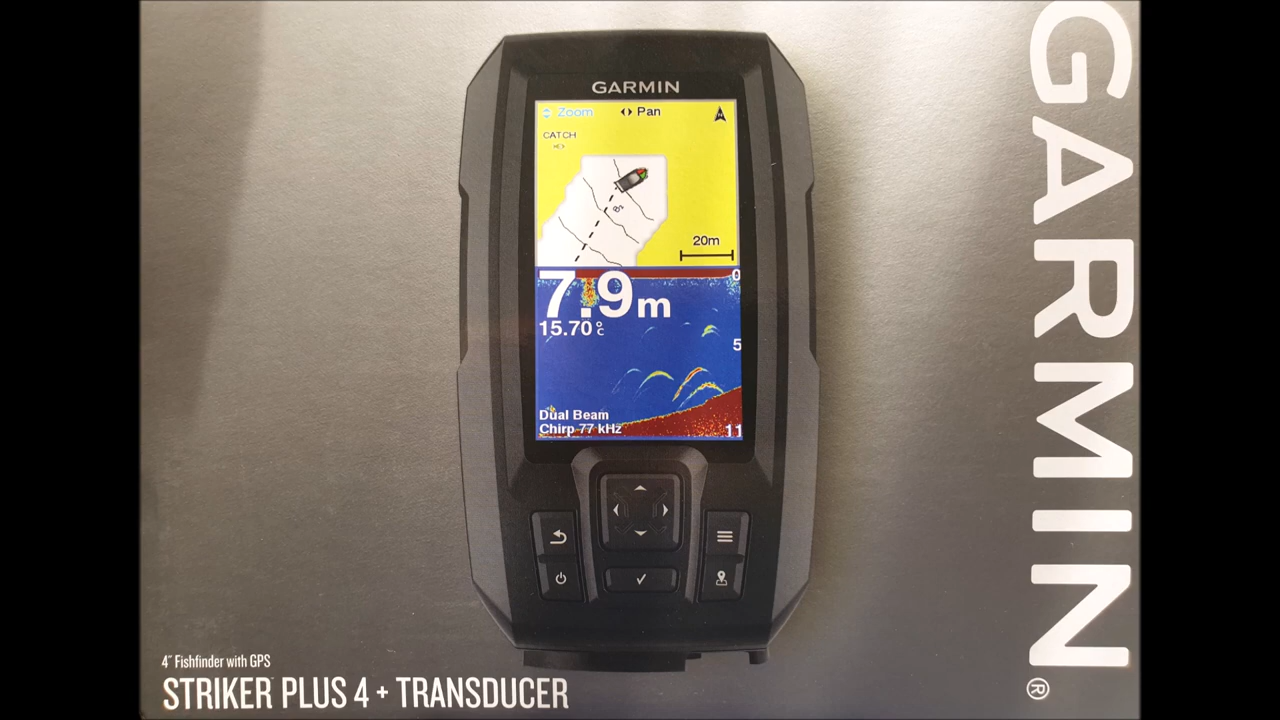 GARMIN
Zoom
Pan
CATCH
20m
0
7.9m
15.70 °C
5
Dual Beam
Chirp 77 kHz
11
GARMIN®
4" Fishfinder with GPS
STRIKER PLUS 4 + TRANSDUCER